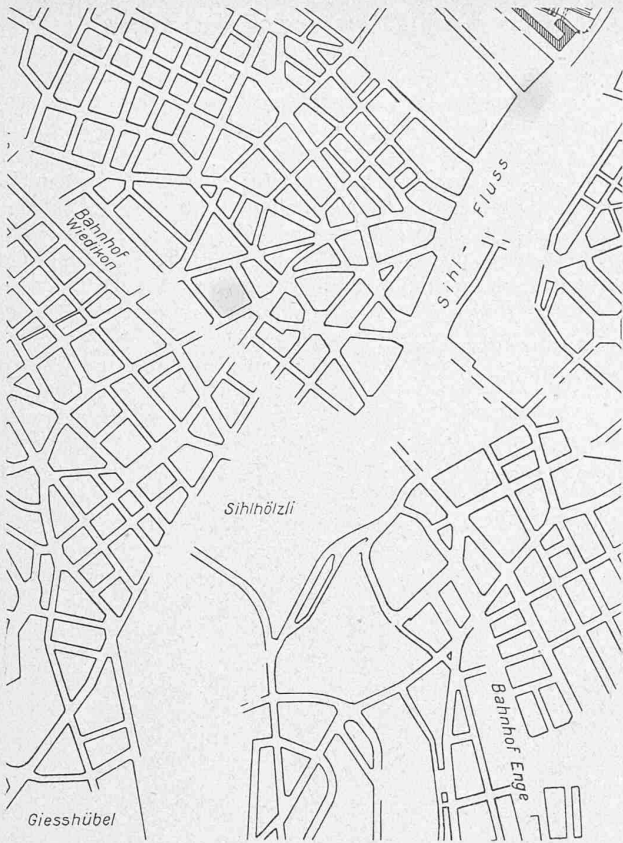 Sihl - Fluss
Bahnhof
Wiedikon
Sihlhölzli
Bahnhof Enge
Giesshübel